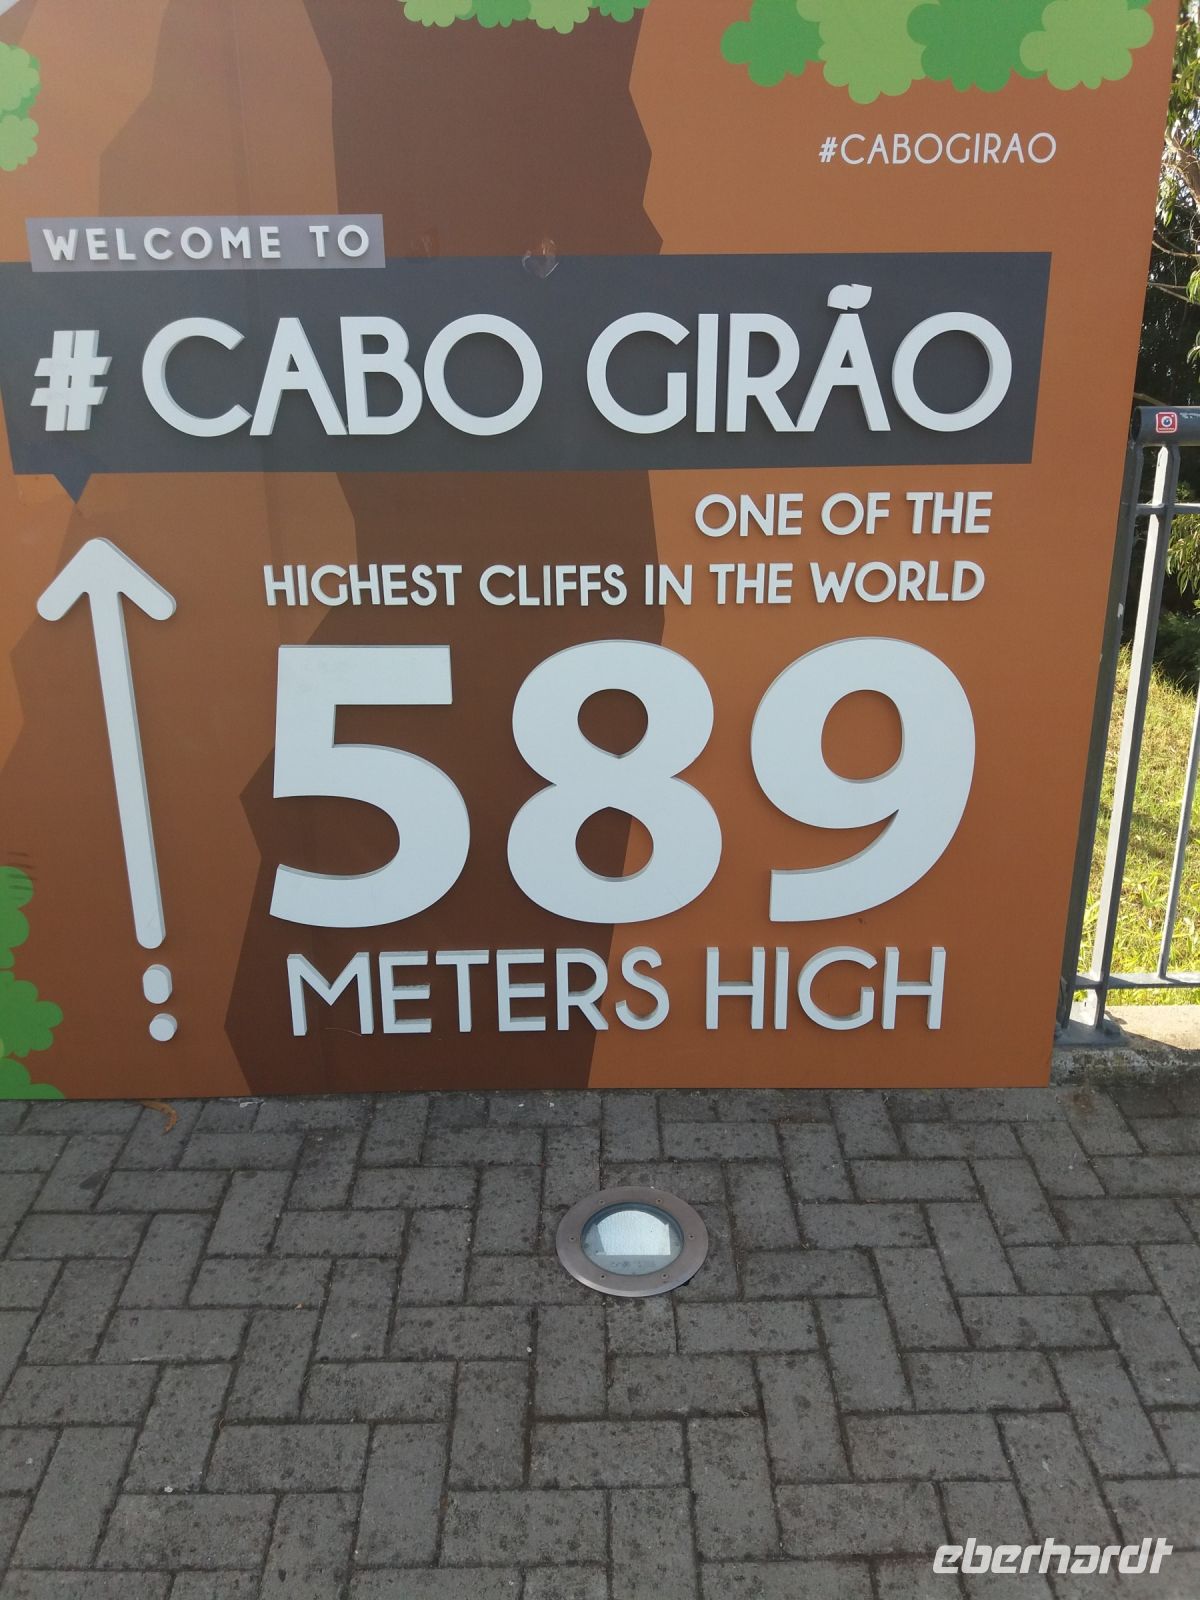 #CABOGIRAO
WELCOME TO
# CABO GIRÃO
ONE OF THE
HIGHEST CLIFFS IN THE WORLD
589
METERS HIGH
eberhardt